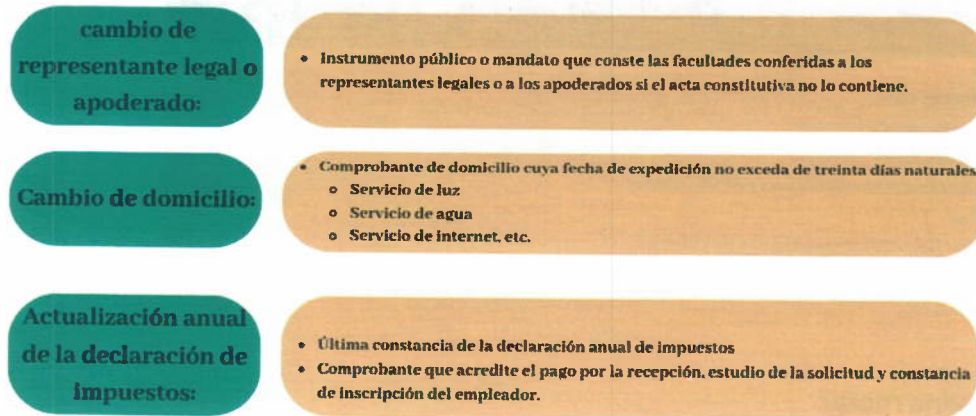 cambio de
representante legal o
apoderado:
• Instrumento público o mandato que conste las facultades conferidas a los
representantes legales o a los apoderados si el acta constitutiva no lo contiene.
Cambio de domicilio:
• Comprobante de domicilio cuya fecha de expedición no exceda de treinta días naturales
○ Servicio de luz
○ Servicio de agua
○ Servicio de internet, etc.
Actualización anual
de la declaración de
impuestos:
• Última constancia de la declaración anual de impuestos
• Comprobante que acredite el pago por la recepción, estudio de la solicitud y constancia
de inscripción del empleador.